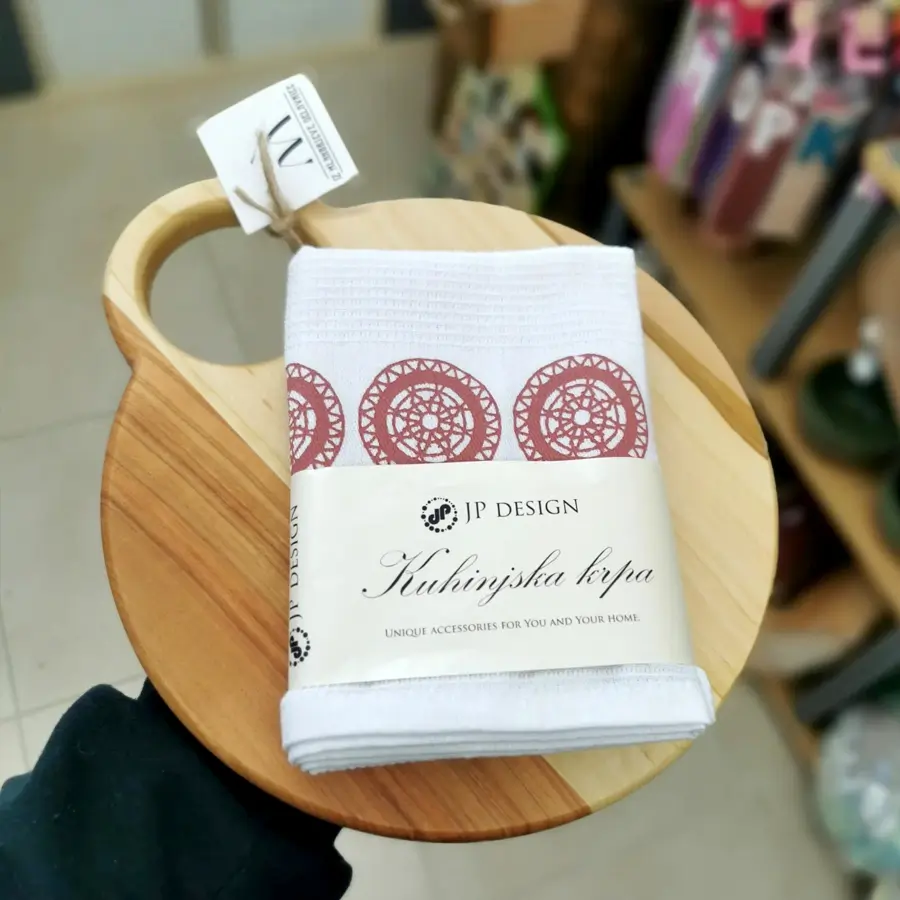 JP DESIGN
Kuhinjska krpa
UNIQUE ACCESSORIES FOR YOU AND YOUR HOME.
JP DESIGN